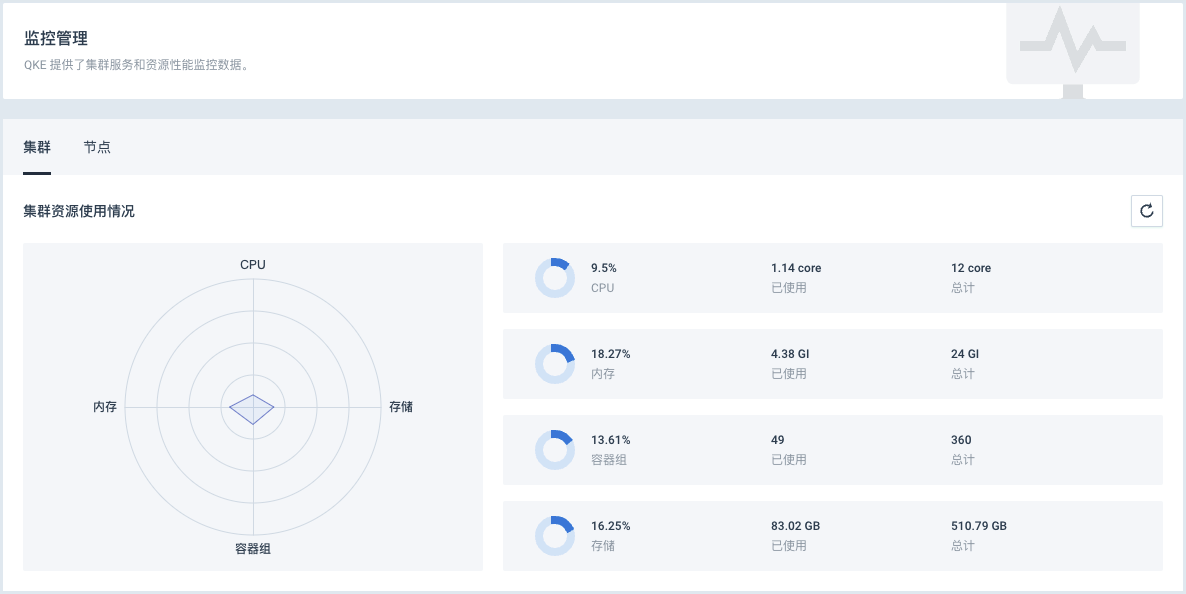 监控管理
QKE 提供了集群服务和资源性能监控数据。
集群 节点
集群资源使用情况
CPU
内存 存储
容器组
9.5% 1.14 core 12 core
CPU 已使用 总计
18.27% 4.38 GI 24 GI
内存 已使用 总计
13.61% 49 360
容器组 已使用 总计
16.25% 83.02 GB 510.79 GB
存储 已使用 总计